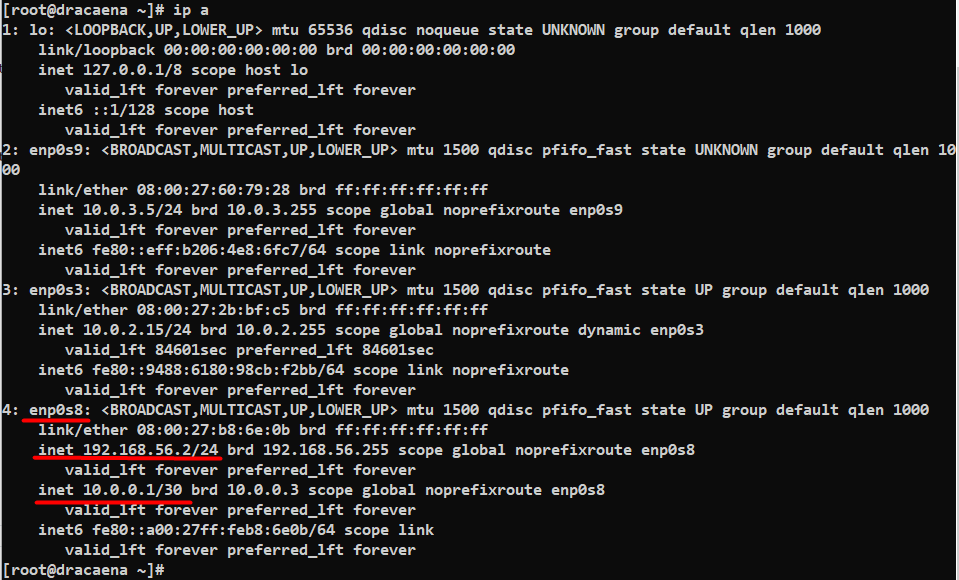 [root@dracaena ~]# ip a
1: lo: <LOOPBACK,UP,LOWER_UP> mtu 65536 qdisc noqueue state UNKNOWN group default qlen 1000
    link/loopback 00:00:00:00:00:00 brd 00:00:00:00:00:00
    inet 127.0.0.1/8 scope host lo
       valid_lft forever preferred_lft forever
    inet6 ::1/128 scope host
       valid_lft forever preferred_lft forever
2: enp0s9: <BROADCAST,MULTICAST,UP,LOWER_UP> mtu 1500 qdisc pfifo_fast state UNKNOWN group default qlen 10
00
    link/ether 08:00:27:60:79:28 brd ff:ff:ff:ff:ff:ff
    inet 10.0.3.5/24 brd 10.0.3.255 scope global noprefixroute enp0s9
       valid_lft forever preferred_lft forever
    inet6 fe80::eff:b206:4e8:6fc7/64 scope link noprefixroute
       valid_lft forever preferred_lft forever
3: enp0s3: <BROADCAST,MULTICAST,UP,LOWER_UP> mtu 1500 qdisc pfifo_fast state UP group default qlen 1000
    link/ether 08:00:27:2b:bf:c5 brd ff:ff:ff:ff:ff:ff
    inet 10.0.2.15/24 brd 10.0.2.255 scope global noprefixroute dynamic enp0s3
       valid_lft 84601sec preferred_lft 84601sec
    inet6 fe80::9488:6180:98cb:f2bb/64 scope link noprefixroute
       valid_lft forever preferred_lft forever
4: enp0s8: <BROADCAST,MULTICAST,UP,LOWER_UP> mtu 1500 qdisc pfifo_fast state UP group default qlen 1000
    link/ether 08:00:27:b8:6e:0b brd ff:ff:ff:ff:ff:ff
    inet 192.168.56.2/24 brd 192.168.56.255 scope global noprefixroute enp0s8
       valid_lft forever preferred_lft forever
    inet 10.0.0.1/30 brd 10.0.0.3 scope global noprefixroute enp0s8
       valid_lft forever preferred_lft forever
    inet6 fe80::a00:27ff:feb8:6e0b/64 scope link
       valid_lft forever preferred_lft forever
[root@dracaena ~]#